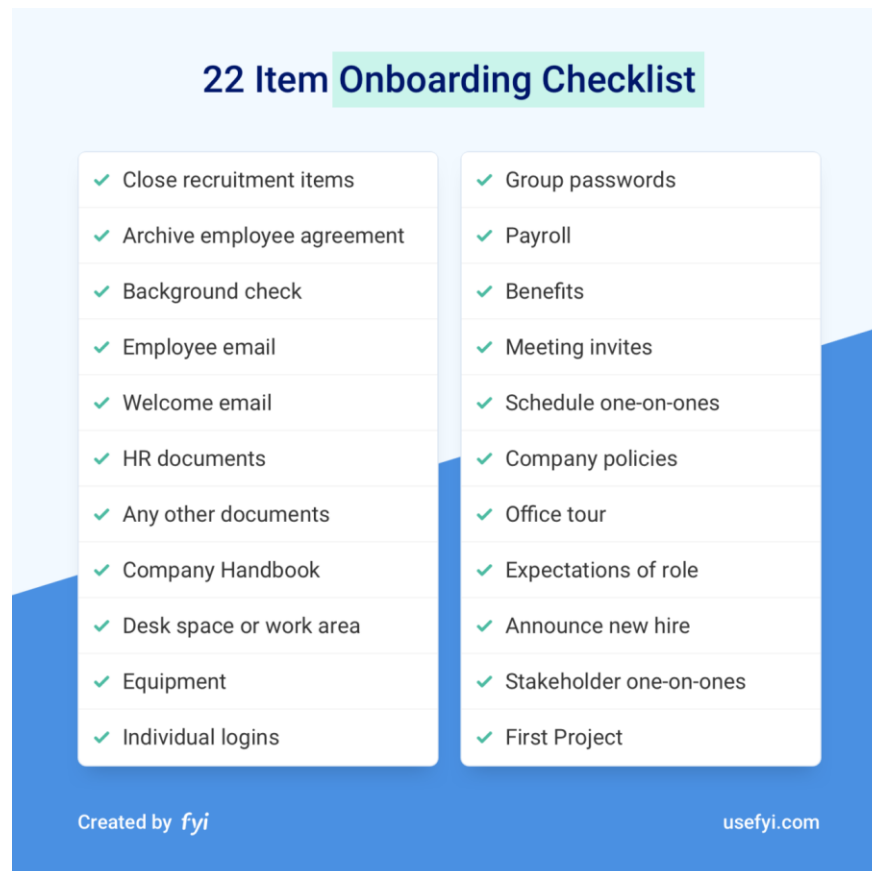 22 Item Onboarding Checklist
Close recruitment items
Archive employee agreement
Background check
Employee email
Welcome email
HR documents
Any other documents
Company Handbook
Desk space or work area
Equipment
Individual logins
Group passwords
Payroll
Benefits
Meeting invites
Schedule one-on-ones
Company policies
Office tour
Expectations of role
Announce new hire
Stakeholder one-on-ones
First Project
Created by fyi
usefyi.com